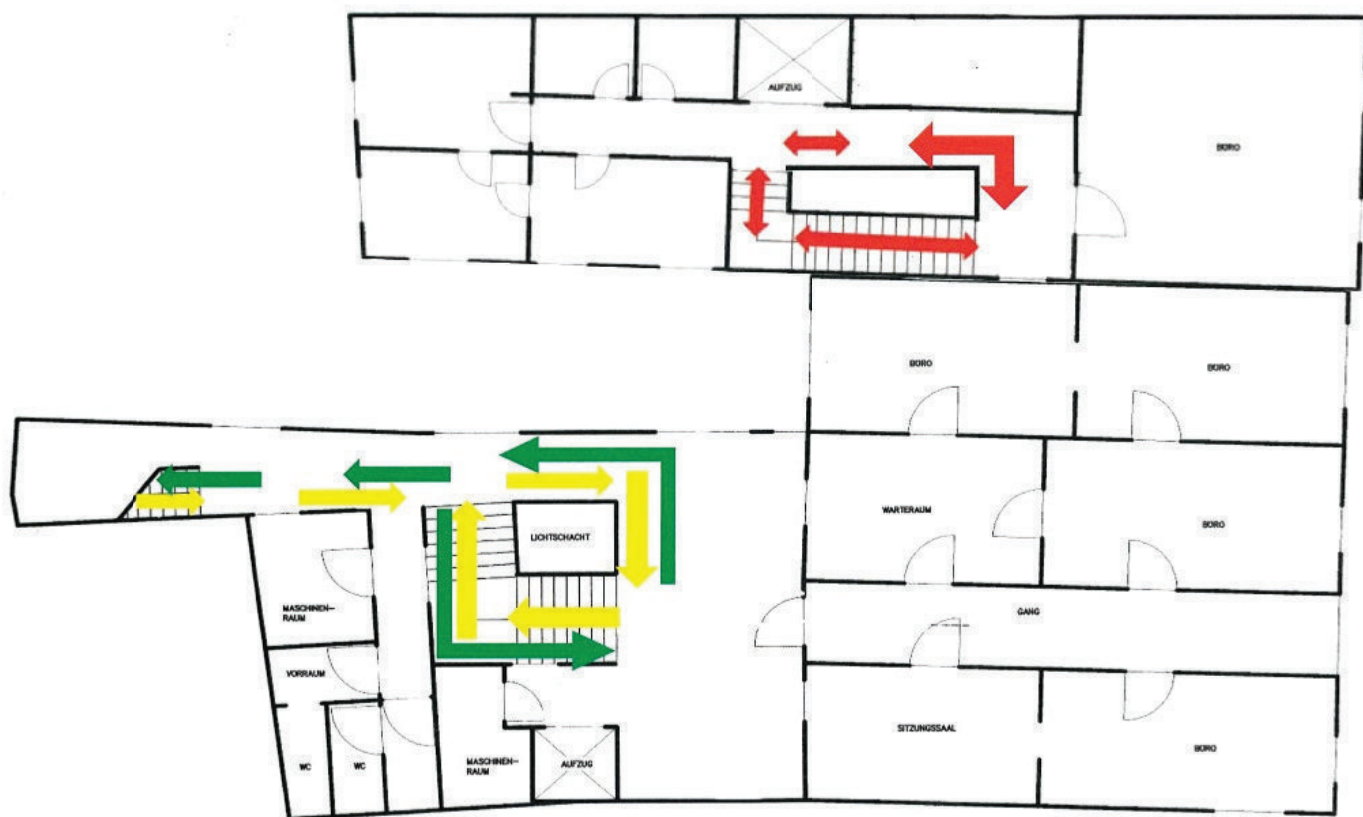 AUFZUG
BÜRO
BÜRO
BÜRO
WARTERAUM
BÜRO
LICHTSCHACHT
MASCHINEN-
RAUM
GANG
VORRAUM
SITZUNGSSAAL
BÜRO
WC
WC
MASCHINEN-
RAUM
AUFZUG